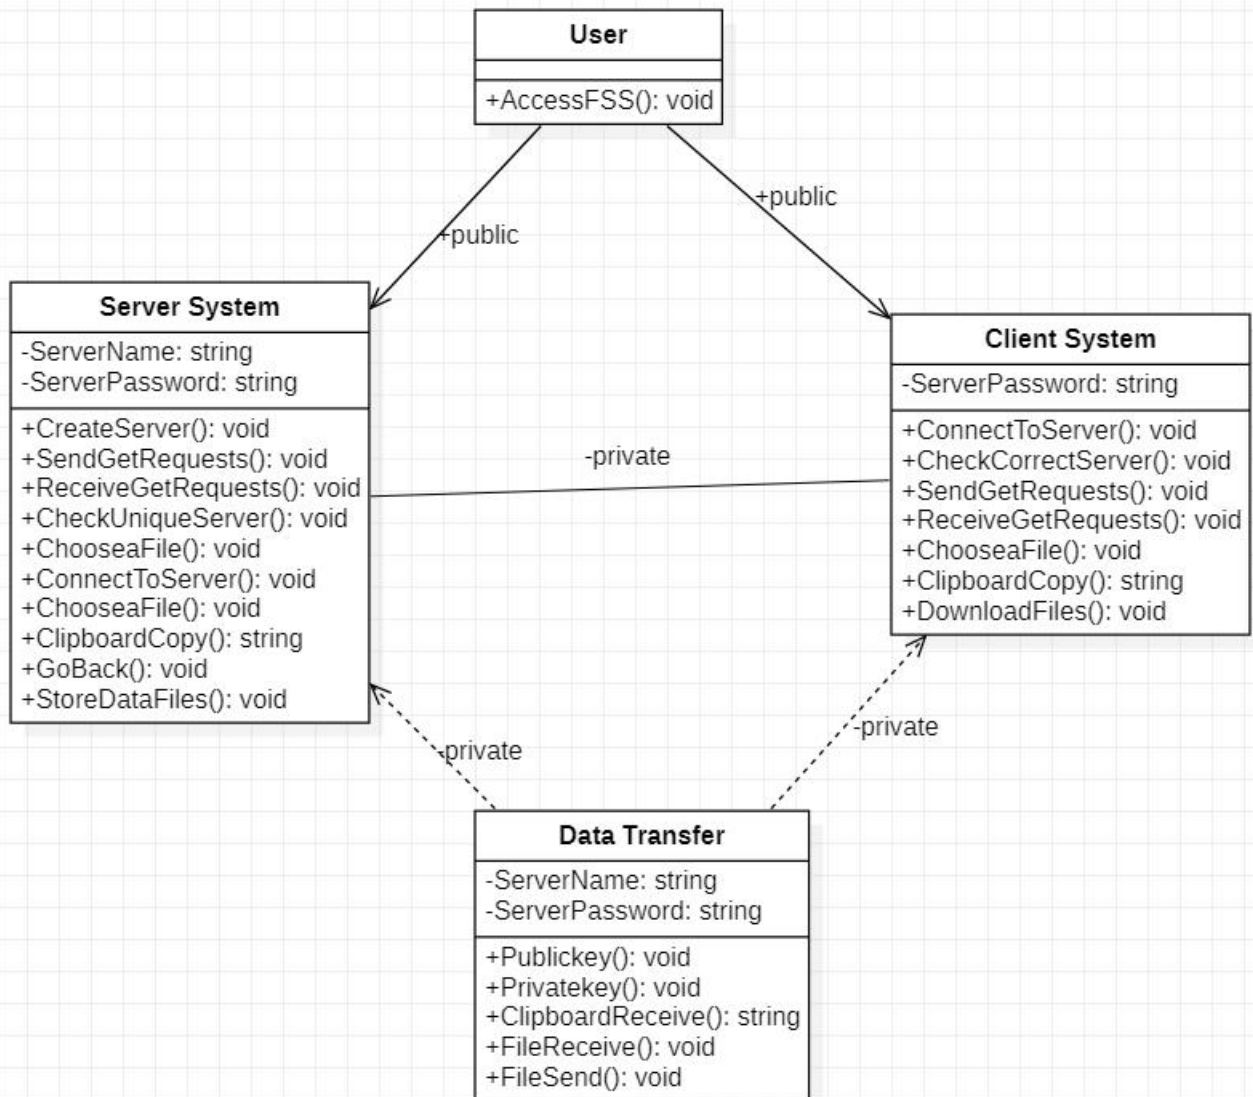 User
+AccessFSS(): void
+public
+public
Server System
-ServerName: string
-ServerPassword: string
+CreateServer(): void
+SendGetRequests(): void
+ReceiveGetRequests(): void
+CheckUniqueServer(): void
+ChooseaFile(): void
+ConnectToServer(): void
+ChooseaFile(): void
+ClipboardCopy(): string
+GoBack(): void
+StoreDataFiles(): void
-private
Client System
-ServerPassword: string
+ConnectToServer(): void
+CheckCorrectServer(): void
+SendGetRequests(): void
+ReceiveGetRequests(): void
+ChooseaFile(): void
+ClipboardCopy(): string
+DownloadFiles(): void
-private
-private
Data Transfer
-ServerName: string
-ServerPassword: string
+Publickey(): void
+Privatekey(): void
+ClipboardReceive(): string
+FileReceive(): void
+FileSend(): void